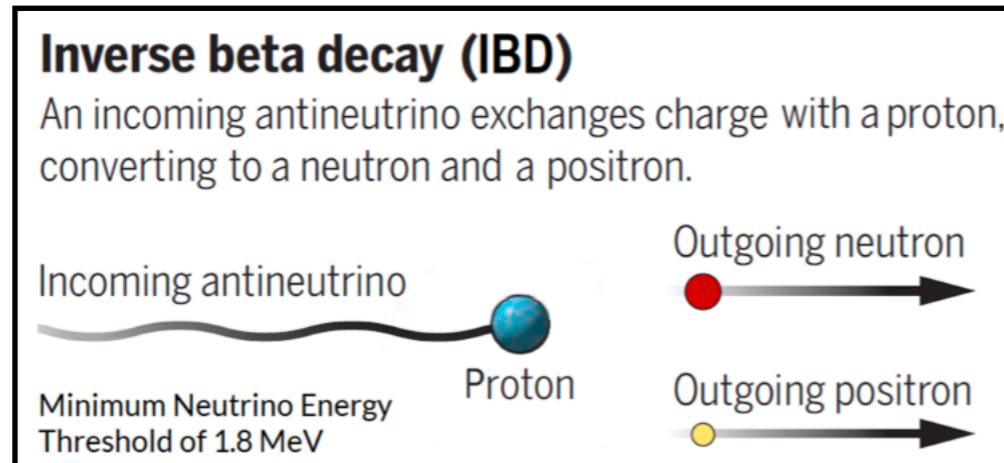 Inverse beta decay (IBD)
An incoming antineutrino exchanges charge with a proton,
converting to a neutron and a positron.
Outgoing neutron
Incoming antineutrino
Proton
Outgoing positron
Minimum Neutrino Energy
Threshold of 1.8 MeV